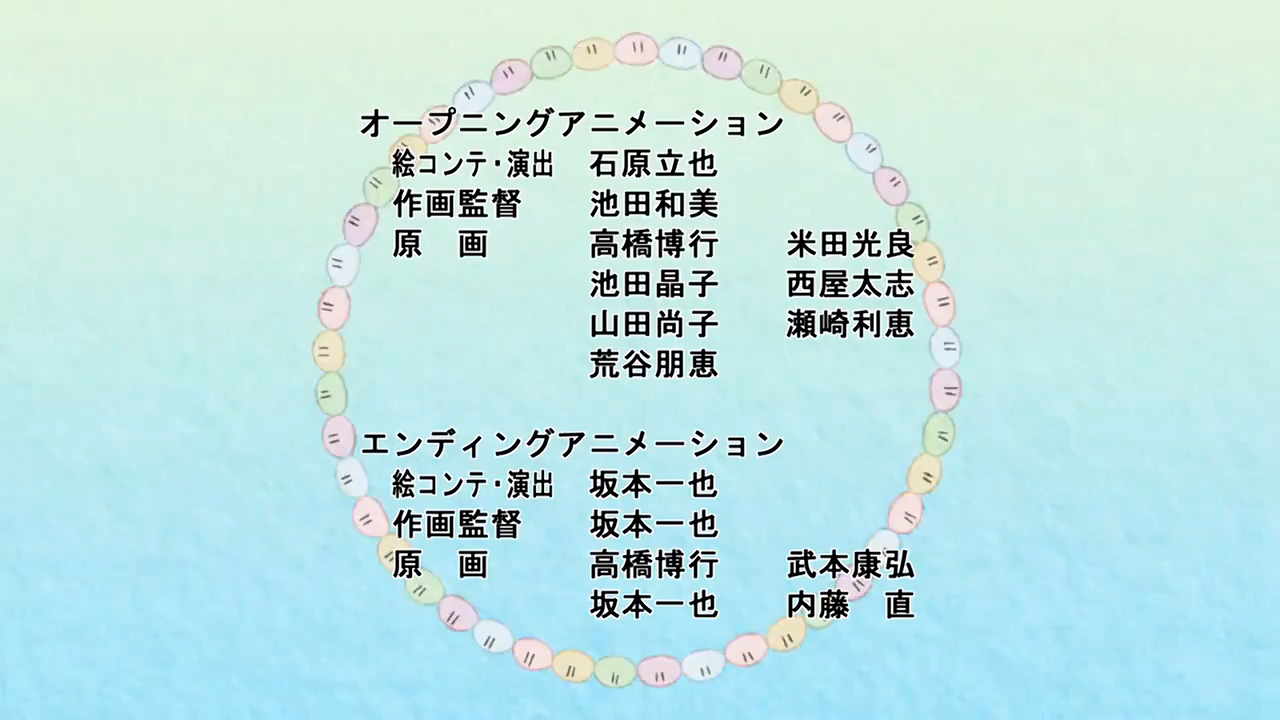 オープニングアニメーション
絵コンテ・演出　石原立也
作画監督　池田和美
原　画　高橋博行　米田光良
池田晶子　西屋太志
山田尚子　瀬崎利恵
荒谷朋恵
エンディングアニメーション
絵コンテ・演出　坂本一也
作画監督　坂本一也
原　画　高橋博行　武本康弘
坂本一也　内藤　直